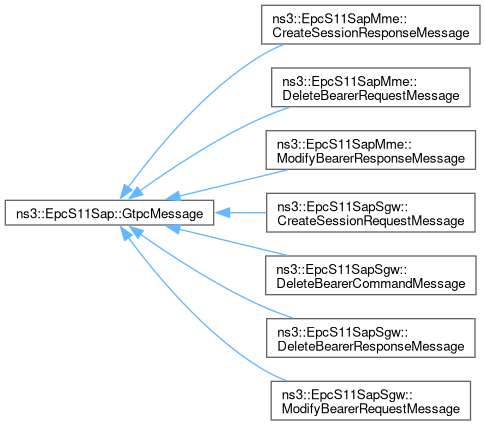 ns3::EpcS11SapMme::
CreateSessionResponseMessage
ns3::EpcS11SapMme::
DeleteBearerRequestMessage
ns3::EpcS11SapMme::
ModifyBearerResponseMessage
ns3::EpcS11Sap::GtpcMessage
ns3::EpcS11SapSgw::
CreateSessionRequestMessage
ns3::EpcS11SapSgw::
DeleteBearerCommandMessage
ns3::EpcS11SapSgw::
DeleteBearerResponseMessage
ns3::EpcS11SapSgw::
ModifyBearerRequestMessage